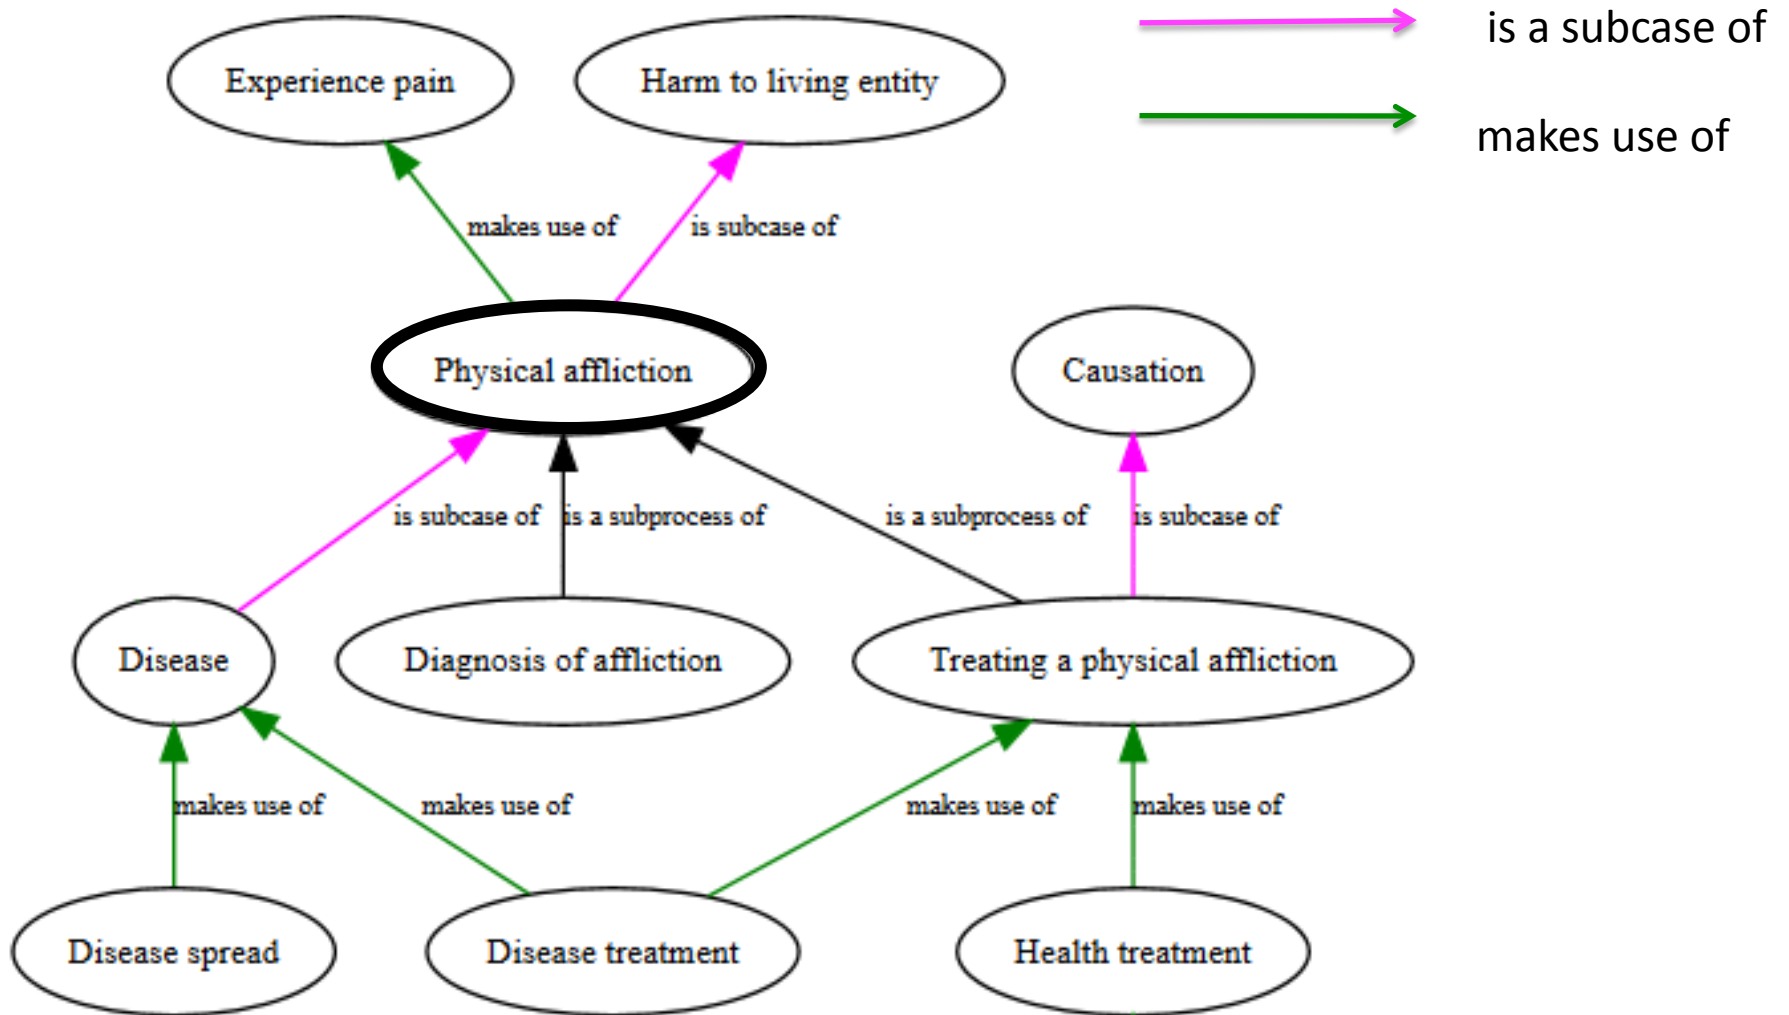 is a subcase of
Experience pain
Harm to living entity
makes use of
makes use of
is subcase of
Physical affliction
Causation
is subcase of
is a subprocess of
is a subprocess of
is subcase of
Disease
Diagnosis of affliction
Treating a physical affliction
makes use of
makes use of
makes use of
makes use of
Disease spread
Disease treatment
Health treatment